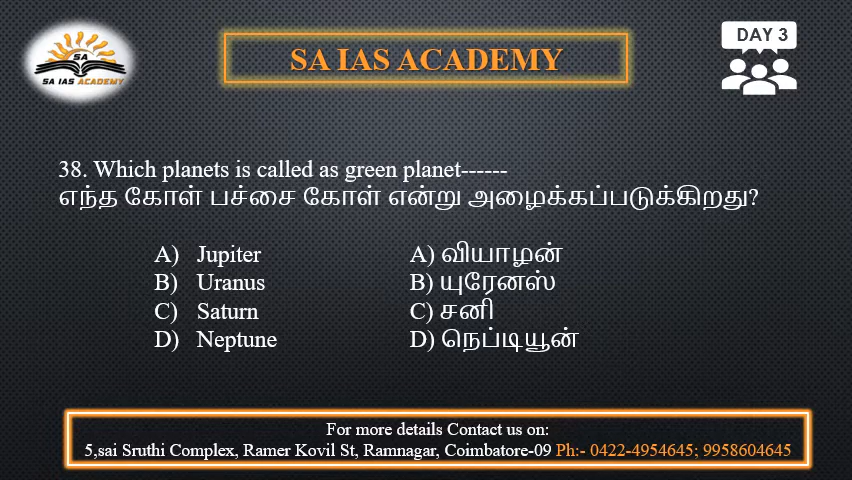 SA
SA IAS ACADEMY
SA IAS ACADEMY
DAY 3
38. Which planets is called as green planet------
எந்த கோள் பச்சை கோள் என்று அழைக்கப்படுக்கிறது?
A) Jupiter A) வியாழன்
B) Uranus B) யுரேனஸ்
C) Saturn C) சனி
D) Neptune D) நெப்டியூன்
For more details Contact us on:
5,sai Sruthi Complex, Ramer Kovil St, Ramnagar, Coimbatore-09 Ph:- 0422-4954645; 9958604645